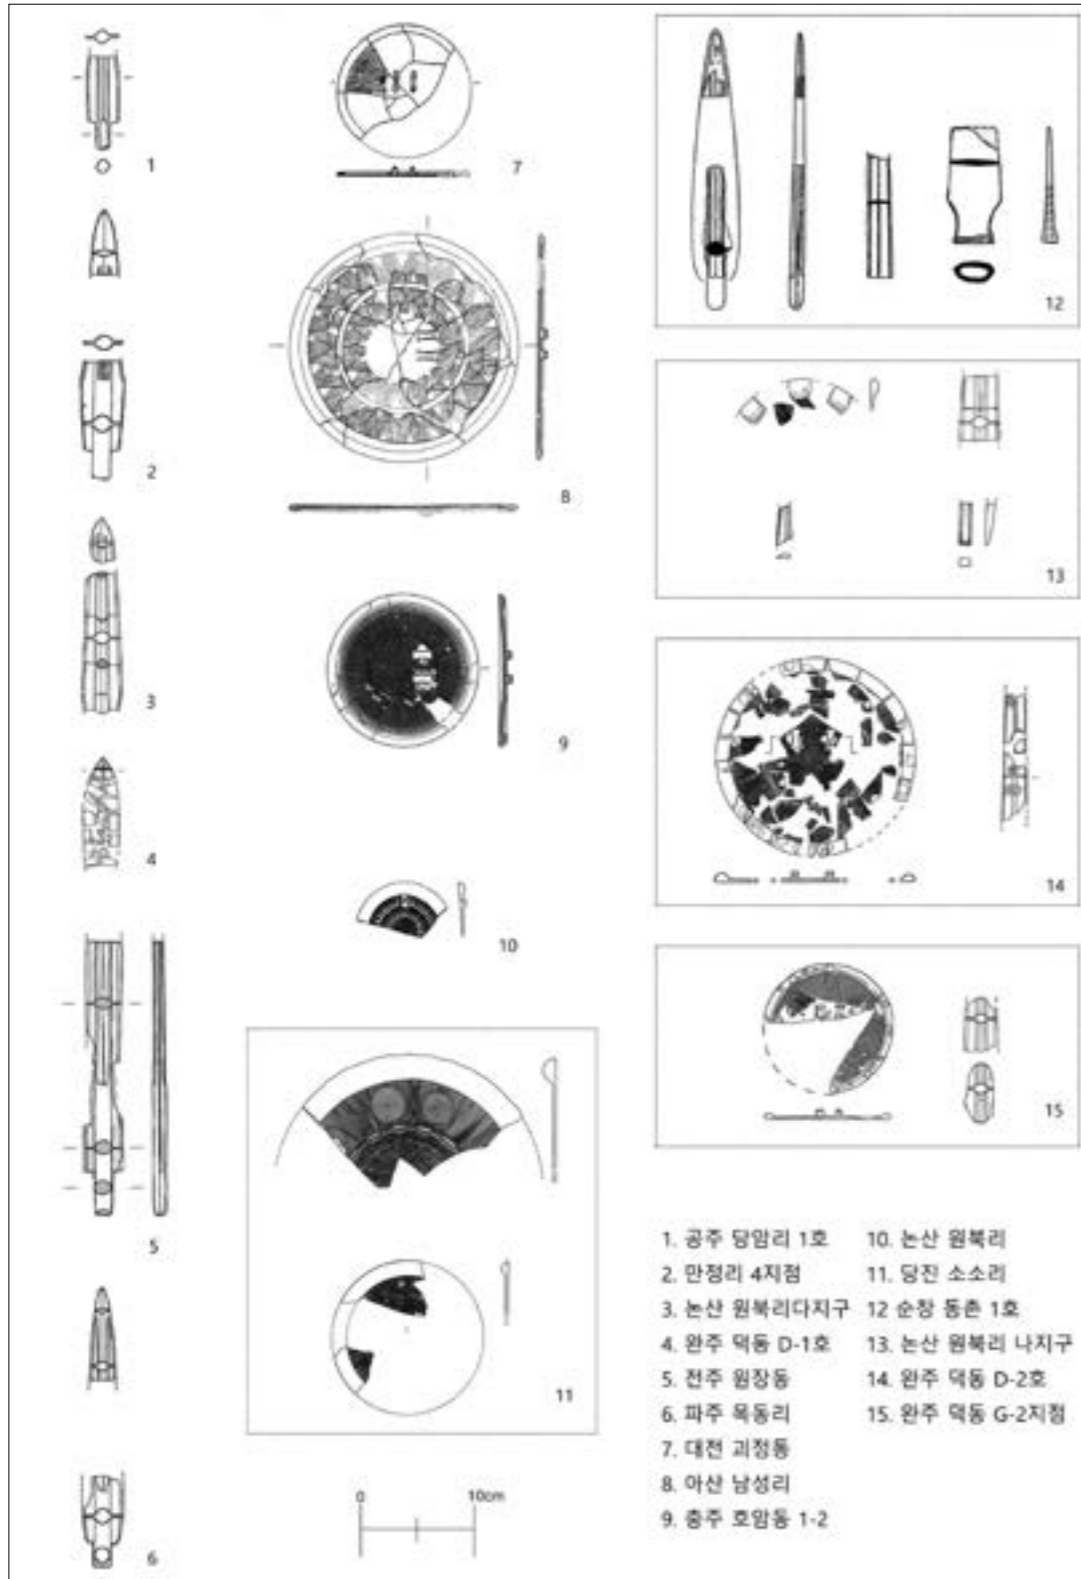 1
2
3
4
5
6
7
8
9
10
11
12
13
14
15
0 10cm
1. 공주 당암리 1호
2. 만정리 4지점
3. 논산 원북리다지구
4. 완주 덕동 D-1호
5. 전주 원장동
6. 파주 목동리
7. 대전 괴정동
8. 아산 남성리
9. 충주 호암동 1-2
10. 논산 원북리
11. 당진 소소리
12 순창 동촌 1호
13. 논산 원북리 나지구
14. 완주 덕동 D-2호
15. 완주 덕동 G-2지점